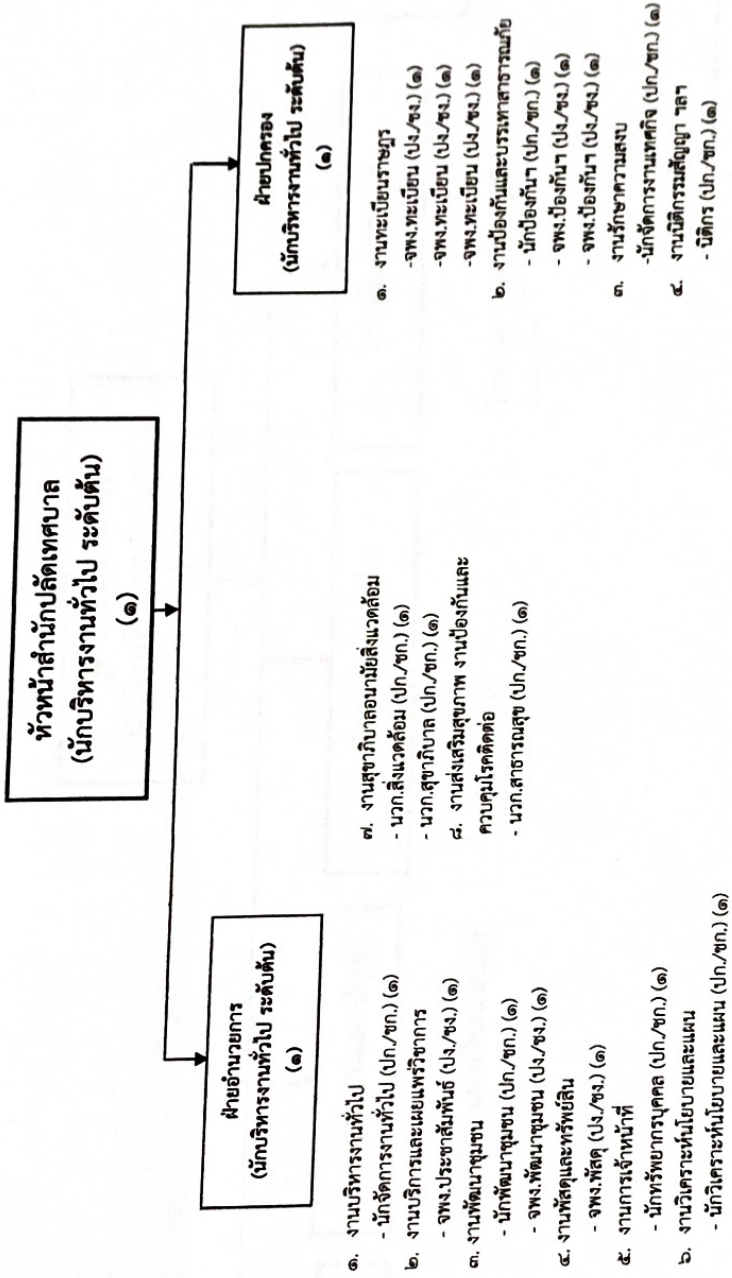 หัวหน้าสำนักปลัดเทศบาล
(นักบริหารงานทั่วไป ระดับต้น)
(๑)
ฝ่ายอำนวยการ
(นักบริหารงานทั่วไป ระดับต้น)
(๑)
๑. งานบริหารงานทั่วไป
- นักจัดการงานทั่วไป (ปก./ชก.) (๑)
๒. งานบริการและเผยแพร่วิชาการ
- จพง.ประชาสัมพันธ์ (ปง./ชง.) (๑)
๓. งานพัฒนาชุมชน
- นักพัฒนาชุมชน (ปก./ชก.) (๑)
- จพง.พัฒนาชุมชน (ปง./ชง.) (๑)
๔. งานพัสดุและทรัพย์สิน
- จพง.พัสดุ (ปง./ชง.) (๑)
๕. งานการเจ้าหน้าที่
- นักทรัพยากรบุคคล (ปก./ชก.) (๑)
๖. งานวิเคราะห์นโยบายและแผน
- นักวิเคราะห์นโยบายและแผน (ปก./ชก.) (๑)
๗. งานสุขาภิบาลอนามัยสิ่งแวดล้อม
- นวก.สิ่งแวดล้อม (ปก./ชก.) (๑)
- นวก.สุขาภิบาล (ปก./ชก.) (๑)
๘. งานส่งเสริมสุขภาพ งานป้องกันและ
ควบคุมโรคติดต่อ
- นวก.สาธารณสุข (ปก./ชก.) (๑)
ฝ่ายปกครอง
(นักบริหารงานทั่วไป ระดับต้น)
(๑)
๑. งานทะเบียนราษฎร
-จพง.ทะเบียน (ปง./ชง.) (๑)
-จพง.ทะเบียน (ปง./ชง.) (๑)
-จพง.ทะเบียน (ปง./ชง.) (๑)
๒. งานป้องกันและบรรเทาสาธารณภัย
- นักป้องกันฯ (ปก./ชก.) (๑)
- จพง.ป้องกันฯ (ปง./ชง.) (๑)
- จพง.ป้องกันฯ (ปง./ชง.) (๑)
๓. งานรักษาความสงบ
-นักจัดการงานเทศกิจ (ปก./ชก.) (๑)
๔. งานนิติกรรมสัญญา ฯลฯ
- นิติกร (ปก./ชก.) (๑)